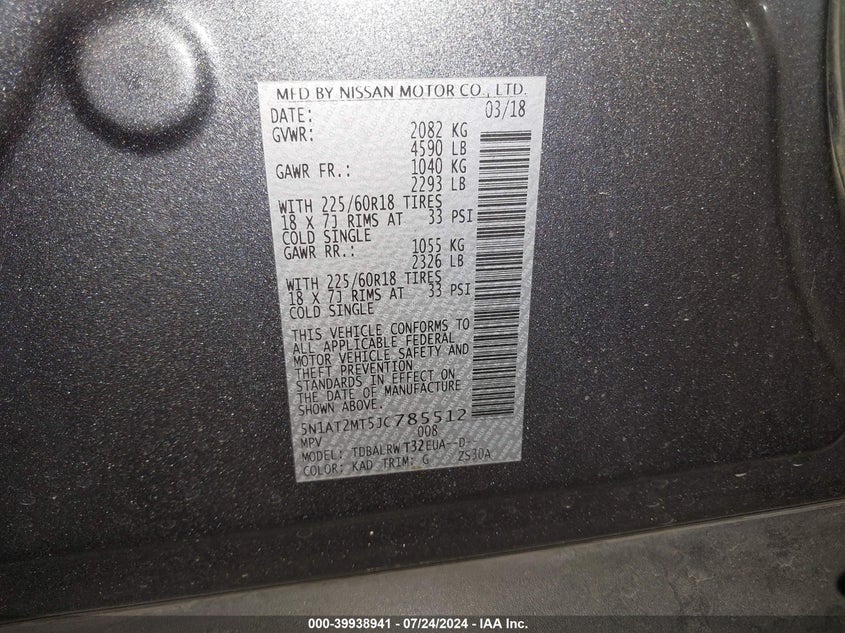 MFD BY NISSAN MOTOR CO., LTD.
DATE: 03/18
GVWR: 2082 KG
4590 LB
GAWR FR.: 1040 KG
2293 LB
WITH 225/60R18 TIRES
18 X 7J RIMS AT 33 PSI
COLD SINGLE
GAWR RR.: 1055 KG
2326 LB
WITH 225/60R18 TIRES
18 X 7J RIMS AT 33 PSI
COLD SINGLE
THIS VEHICLE CONFORMS TO
ALL APPLICABLE FEDERAL
MOTOR VEHICLE SAFETY AND
THEFT PREVENTION
STANDARDS IN EFFECT ON
THE DATE OF MANUFACTURE
SHOWN ABOVE.
5N1AT2MT5JC785512
MPV 008
MODEL: TDBALRW T32EUA--D-
COLOR: KAD TRIM: G ZS30A
000-39938941 - 07/24/2024 - IAA Inc.